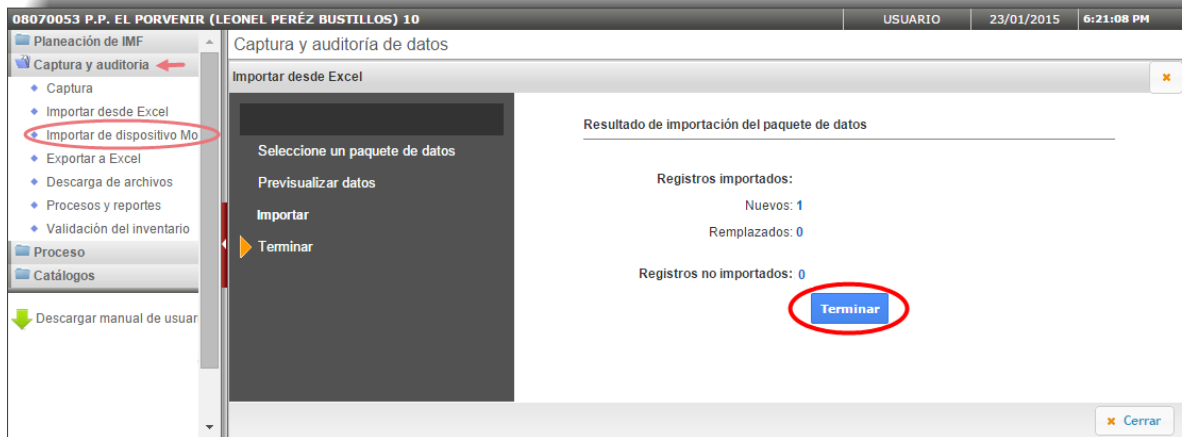 08070053 P.P. EL PORVENIR (LEONEL PERÉZ BUSTILLOS) 10
USUARIO
23/01/2015
6:21:08 PM
Planeación de IMF
Captura y auditoria
Captura
Importar desde Excel
Importar de dispositivo Mo
Exportar a Excel
Descarga de archivos
Procesos y reportes
Validación del inventario
Proceso
Catálogos
Descargar manual de usuar
Captura y auditoría de datos
Importar desde Excel
Seleccione un paquete de datos
Previsualizar datos
Importar
Terminar
Resultado de importación del paquete de datos
Registros importados:
Nuevos: 1
Remplazados: 0
Registros no importados: 0
Terminar
Cerrar